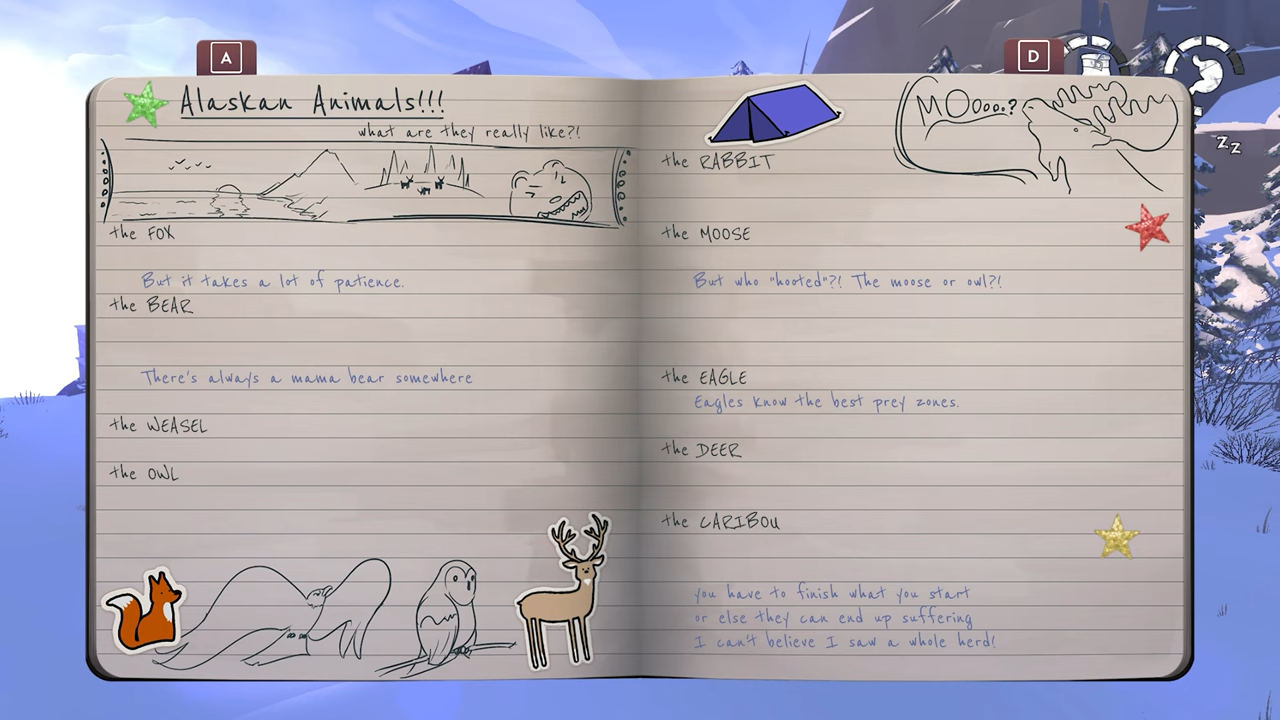 A
D
Alaskan Animals!!!
what are they really like?!
the FOX
But it takes a lot of patience.
the BEAR
There's always a mama bear somewhere
the WEASEL
the OWL
MOooo.?
the RABBIT
the MOOSE
But who "hooted"?! The moose or owl?!
the EAGLE
Eagles know the best prey zones.
the DEER
the CARIBOU
you have to finish what you start
or else they can end up suffering
I can't believe I saw a whole herd!
Z Z